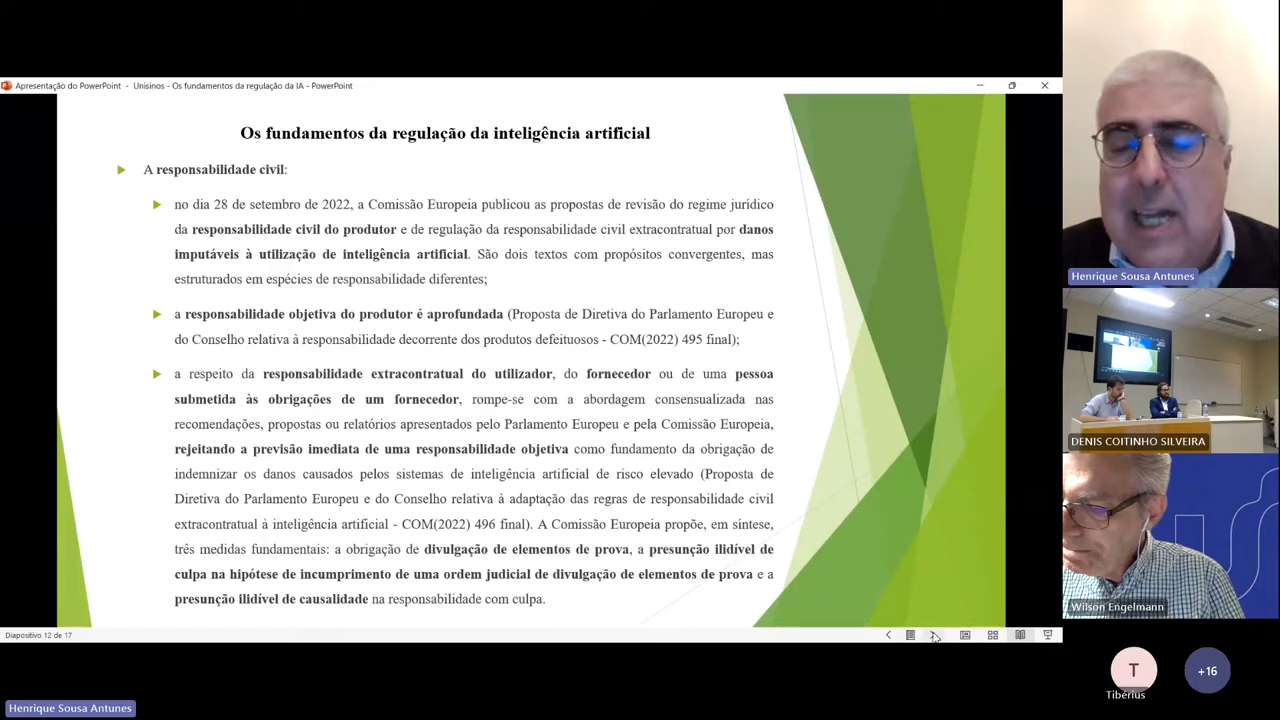 Apresentação do PowerPoint - Unisinos - Os fundamentos da regulação da IA - PowerPoint
Os fundamentos da regulação da inteligência artificial
A responsabilidade civil:
no dia 28 de setembro de 2022, a Comissão Europeia publicou as propostas de revisão do regime jurídico
da responsabilidade civil do produtor e de regulação da responsabilidade civil extracontratual por danos
imputáveis à utilização de inteligência artificial. São dois textos com propósitos convergentes, mas
estruturados em espécies de responsabilidade diferentes;
a responsabilidade objetiva do produtor é aprofundada (Proposta de Diretiva do Parlamento Europeu e
do Conselho relativa à responsabilidade decorrente dos produtos defeituosos - COM(2022) 495 final);
a respeito da responsabilidade extracontratual do utilizador, do fornecedor ou de uma pessoa
submetida às obrigações de um fornecedor, rompe-se com a abordagem consensualizada nas
recomendações, propostas ou relatórios apresentados pelo Parlamento Europeu e pela Comissão Europeia,
rejeitando a previsão imediata de uma responsabilidade objetiva como fundamento da obrigação de
indemnizar os danos causados pelos sistemas de inteligência artificial de risco elevado (Proposta de
Diretiva do Parlamento Europeu e do Conselho relativa à adaptação das regras de responsabilidade civil
extracontratual à inteligência artificial - COM(2022) 496 final). A Comissão Europeia propõe, em síntese,
três medidas fundamentais: a obrigação de divulgação de elementos de prova, a presunção ilidível de
culpa na hipótese de incumprimento de uma ordem judicial de divulgação de elementos de prova e a
presunção ilidível de causalidade na responsabilidade com culpa.
Diapositivo 12 de 17
Henrique Sousa Antunes
Henrique Sousa Antunes
DENIS COITINHO SILVEIRA
Wilson Engelmann
T
Tibérius
+16